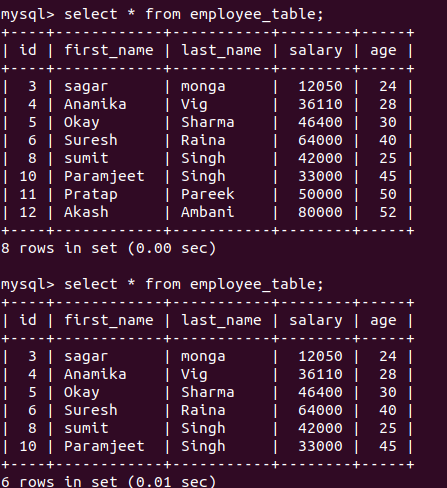 mysql> select * from employee_table;
+----+------------+-----------+--------+-----+
| id | first_name | last_name | salary | age |
+----+------------+-----------+--------+-----+
|  3 | sagar      | monga     |  12050 |  24 |
|  4 | Anamika    | Vig       |  36110 |  28 |
|  5 | Okay       | Sharma    |  46400 |  30 |
|  6 | Suresh     | Raina     |  64000 |  40 |
|  8 | sumit      | Singh     |  42000 |  25 |
| 10 | Paramjeet  | Singh     |  33000 |  45 |
| 11 | Pratap     | Pareek    |  50000 |  50 |
| 12 | Akash      | Ambani    |  80000 |  52 |
+----+------------+-----------+--------+-----+
8 rows in set (0.00 sec)

mysql> select * from employee_table;
+----+------------+-----------+--------+-----+
| id | first_name | last_name | salary | age |
+----+------------+-----------+--------+-----+
|  3 | sagar      | monga     |  12050 |  24 |
|  4 | Anamika    | Vig       |  36110 |  28 |
|  5 | Okay       | Sharma    |  46400 |  30 |
|  6 | Suresh     | Raina     |  64000 |  40 |
|  8 | sumit      | Singh     |  42000 |  25 |
| 10 | Paramjeet  | Singh     |  33000 |  45 |
+----+------------+-----------+--------+-----+
6 rows in set (0.01 sec)